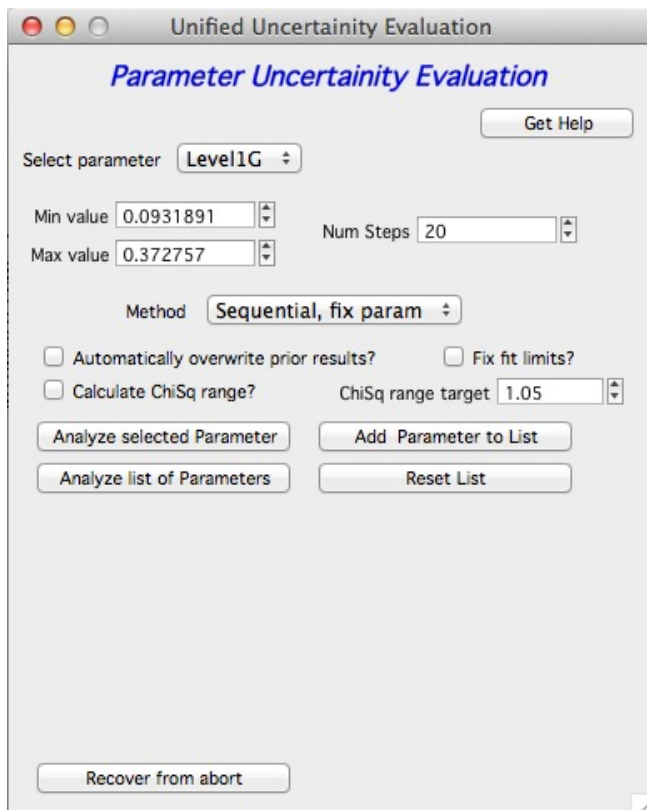 Unified Uncertainity Evaluation
Parameter Uncertainity Evaluation
Get Help
Select parameter Level1G
Min value 0.0931891
Num Steps 20
Max value 0.372757
Method Sequential, fix param
Automatically overwrite prior results? Fix fit limits?
Calculate ChiSq range? ChiSq range target 1.05
Analyze selected Parameter Add Parameter to List
Analyze list of Parameters Reset List
Recover from abort